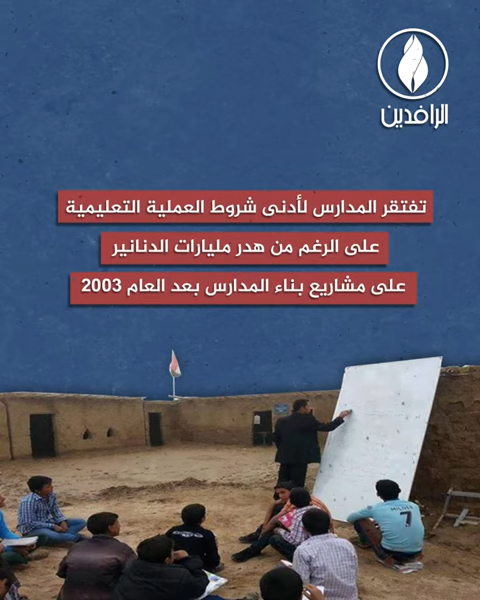 الرافدين
تفتقر المدارس لأدنى شروط العملية التعليمية
على الرغم من هدر مليارات الدنانير
على مشاريع بناء المدارس بعد العام 2003
7